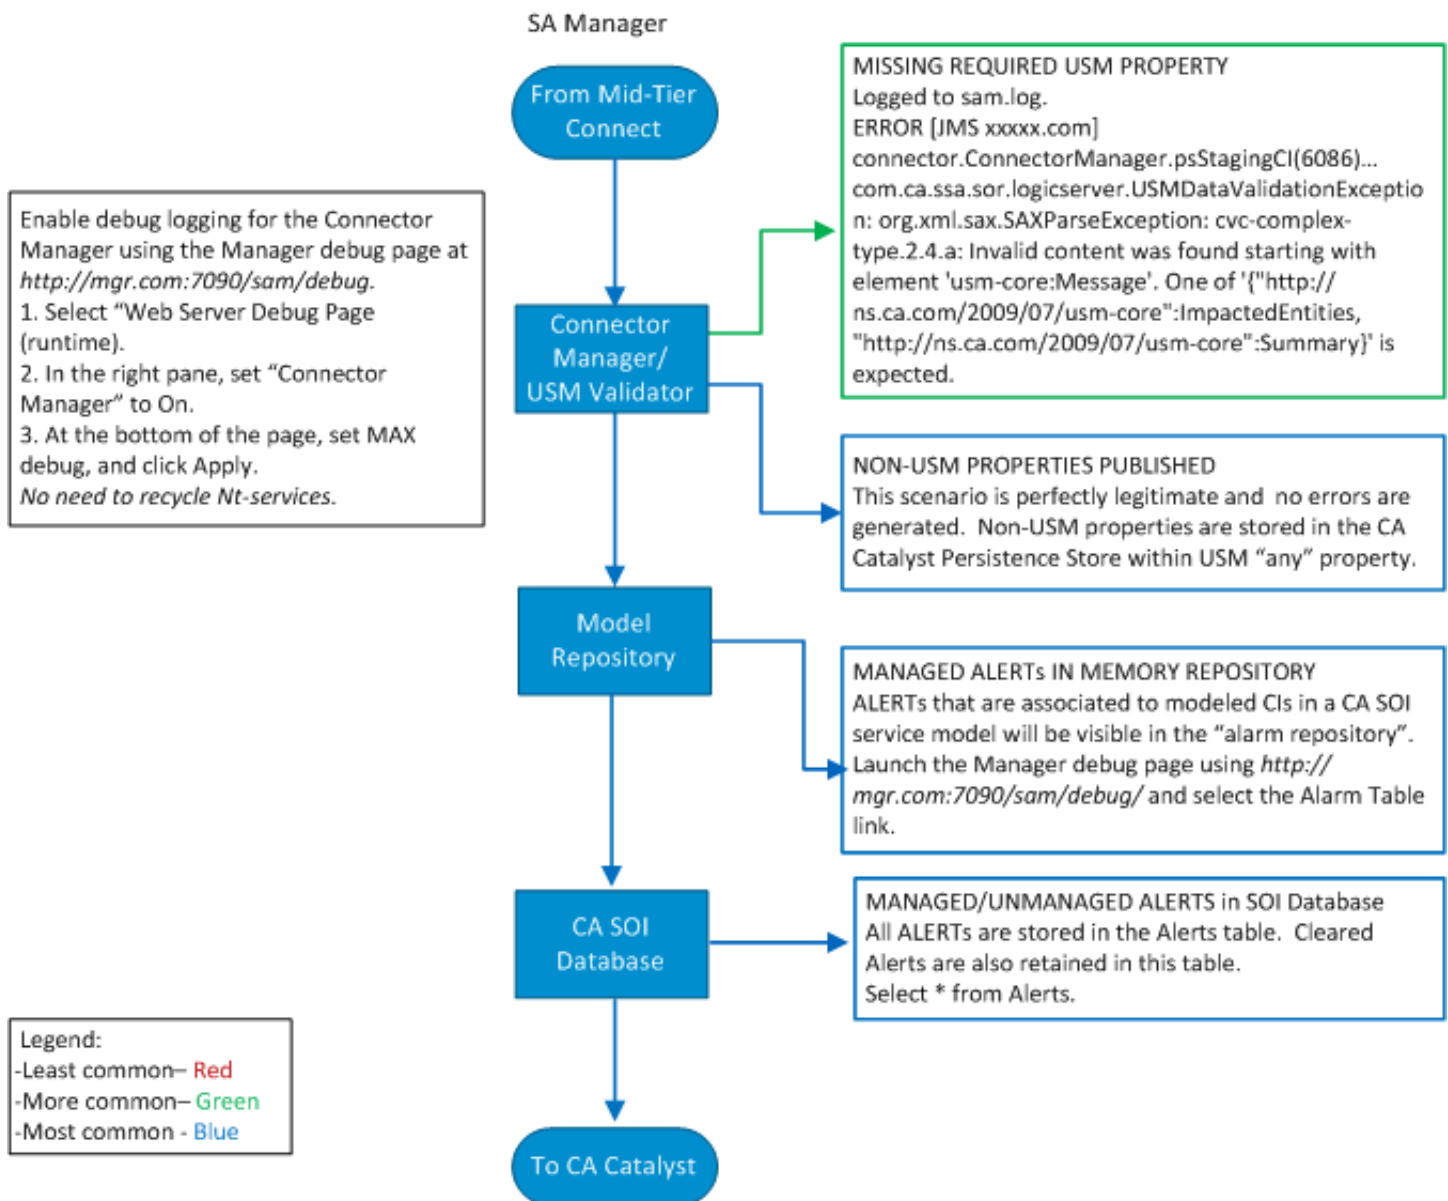 SA Manager
From Mid-Tier
Connect
MISSING REQUIRED USM PROPERTY
Logged to sam.log.
ERROR [JMS xxxxx.com]
connector.ConnectorManager.psStagingCI(6086)...
com.ca.ssa.sor.logicserver.USMDataValidationExceptio
n: org.xml.sax.SAXParseException: cvc-complex-
type.2.4.a: Invalid content was found starting with
element 'usm-core:Message'. One of '{"http://
ns.ca.com/2009/07/usm-core":ImpactedEntities,
"http://ns.ca.com/2009/07/usm-core":Summary}' is
expected.
Enable debug logging for the Connector
Manager using the Manager debug page at
http://mgr.com:7090/sam/debug.
1. Select “Web Server Debug Page
(runtime).
2. In the right pane, set “Connector
Manager” to On.
3. At the bottom of the page, set MAX
debug, and click Apply.
No need to recycle Nt-services.
Connector
Manager/
USM Validator
NON-USM PROPERTIES PUBLISHED
This scenario is perfectly legitimate and  no errors are
generated.  Non-USM properties are stored in the CA
Catalyst Persistence Store within USM “any” property.
Model
Repository
MANAGED ALERTs IN MEMORY REPOSITORY
ALERTs that are associated to modeled CIs in a CA SOI
service model will be visible in the “alarm repository”.
Launch the Manager debug page using http://
mgr.com:7090/sam/debug/ and select the Alarm Table
link.
CA SOI
Database
MANAGED/UNMANAGED ALERTS in SOI Database
All ALERTs are stored in the Alerts table.  Cleared
Alerts are also retained in this table.
Select * from Alerts.
Legend:
-Least common– Red
-More common– Green
-Most common - Blue
To CA Catalyst